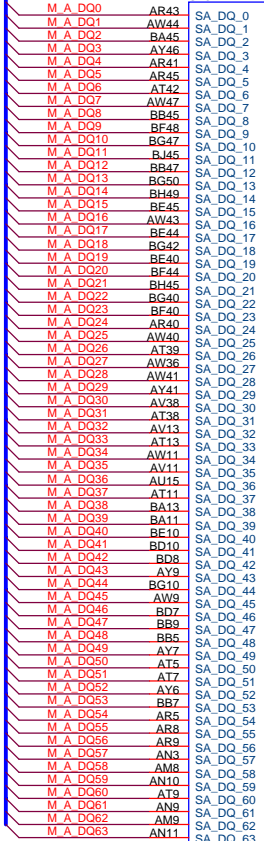 M_A_DQ0 AR43 SA_DQ_0
M_A_DQ1 AW44 SA_DQ_1
M_A_DQ2 BA45 SA_DQ_2
M_A_DQ3 AY46 SA_DQ_3
M_A_DQ4 AR41 SA_DQ_4
M_A_DQ5 AR45 SA_DQ_5
M_A_DQ6 AT42 SA_DQ_6
M_A_DQ7 AW47 SA_DQ_7
M_A_DQ8 BB45 SA_DQ_8
M_A_DQ9 BF48 SA_DQ_9
M_A_DQ10 BG47 SA_DQ_10
M_A_DQ11 BJ45 SA_DQ_11
M_A_DQ12 BB47 SA_DQ_12
M_A_DQ13 BG50 SA_DQ_13
M_A_DQ14 BH49 SA_DQ_14
M_A_DQ15 BE45 SA_DQ_15
M_A_DQ16 AW43 SA_DQ_16
M_A_DQ17 BE44 SA_DQ_17
M_A_DQ18 BG42 SA_DQ_18
M_A_DQ19 BE40 SA_DQ_19
M_A_DQ20 BF44 SA_DQ_20
M_A_DQ21 BH45 SA_DQ_21
M_A_DQ22 BG40 SA_DQ_22
M_A_DQ23 BF40 SA_DQ_23
M_A_DQ24 AR40 SA_DQ_24
M_A_DQ25 AW40 SA_DQ_25
M_A_DQ26 AT39 SA_DQ_26
M_A_DQ27 AW36 SA_DQ_27
M_A_DQ28 AW41 SA_DQ_28
M_A_DQ29 AY41 SA_DQ_29
M_A_DQ30 AV38 SA_DQ_30
M_A_DQ31 AT38 SA_DQ_31
M_A_DQ32 AV13 SA_DQ_32
M_A_DQ33 AT13 SA_DQ_33
M_A_DQ34 AW11 SA_DQ_34
M_A_DQ35 AV11 SA_DQ_35
M_A_DQ36 AU15 SA_DQ_36
M_A_DQ37 AT11 SA_DQ_37
M_A_DQ38 BA13 SA_DQ_38
M_A_DQ39 BA11 SA_DQ_39
M_A_DQ40 BE10 SA_DQ_40
M_A_DQ41 BD10 SA_DQ_41
M_A_DQ42 BD8 SA_DQ_42
M_A_DQ43 AY9 SA_DQ_43
M_A_DQ44 BG10 SA_DQ_44
M_A_DQ45 AW9 SA_DQ_45
M_A_DQ46 BD7 SA_DQ_46
M_A_DQ47 BB9 SA_DQ_47
M_A_DQ48 BB5 SA_DQ_48
M_A_DQ49 AY7 SA_DQ_49
M_A_DQ50 AT5 SA_DQ_50
M_A_DQ51 AT7 SA_DQ_51
M_A_DQ52 AY6 SA_DQ_52
M_A_DQ53 BB7 SA_DQ_53
M_A_DQ54 AR5 SA_DQ_54
M_A_DQ55 AR8 SA_DQ_55
M_A_DQ56 AR9 SA_DQ_56
M_A_DQ57 AN3 SA_DQ_57
M_A_DQ58 AM8 SA_DQ_58
M_A_DQ59 AN10 SA_DQ_59
M_A_DQ60 AT9 SA_DQ_60
M_A_DQ61 AN9 SA_DQ_61
M_A_DQ62 AM9 SA_DQ_62
M_A_DQ63 AN11 SA_DQ_63